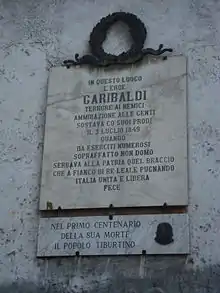 IN QUESTO LUOGO
L'EROE
GARIBALDI
TERRORE AI NEMICI
AMMIRAZIONE ALLE GENTI
SOSTAVA CO SUOI PRODI
IL 3 LUGLIO 1849
QUANDO
DA ESERCITI NUMEROSI
SOPRAFFATTO NON DOMO
SERBAVA ALLA PATRIA QUEL BRACCIO
CHE A FIANCO DI RE LEALE PUGNANDO
ITALIA UNITA E LIBERA
FECE
NEL PRIMO CENTENARIO
DELLA SUA MORTE
IL POPOLO TIBURTINO